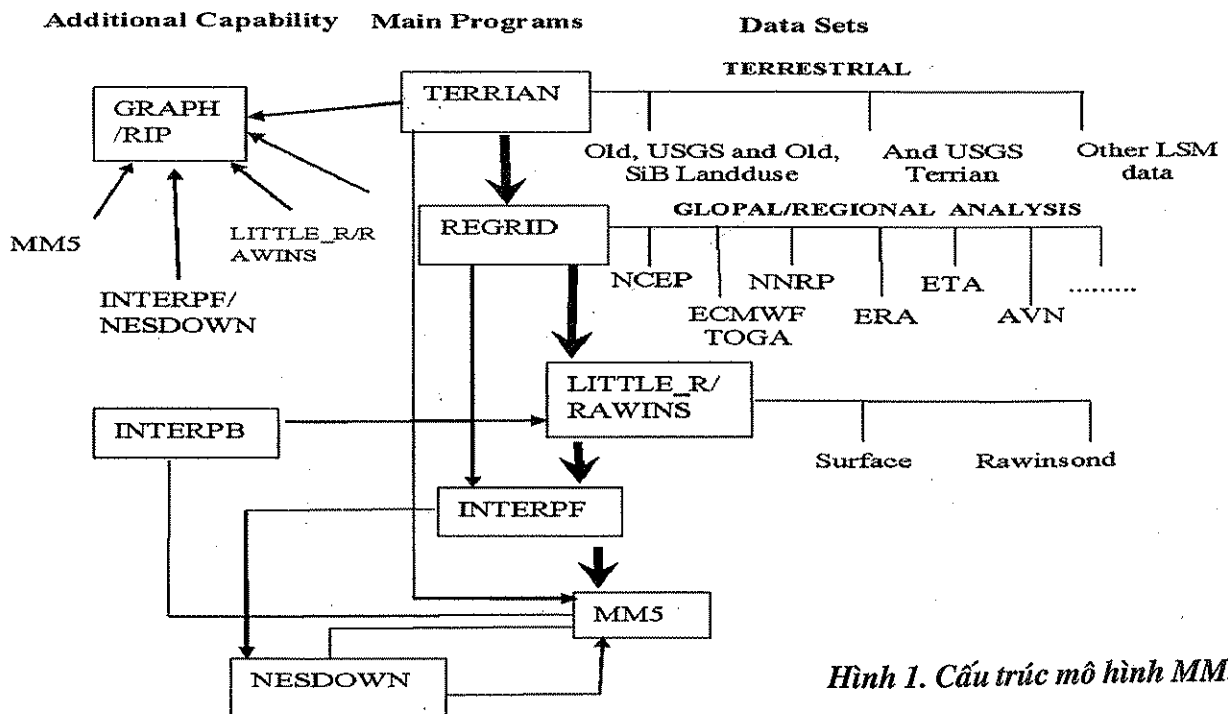 Additional Capability Main Programs Data Sets
TERRESTRIAL
TERRIAN
GRAPH
/RIP
Old, USGS and Old,
SiB Landduse
And USGS
Terrian
Other LSM
data
GLOPAL/REGIONAL ANALYSIS
REGRID
MM5
LITTLE_R/R
AWINS
INTERPF/
NESDOWN
NCEP
ECMWF
TOGA
NNRP
ERA
ETA
AVN
.........
LITTLE_R/
RAWINS
INTERPB
Surface
Rawinsond
INTERPF
MM5
NESDOWN
Hình 1. Cấu trúc mô hình MM